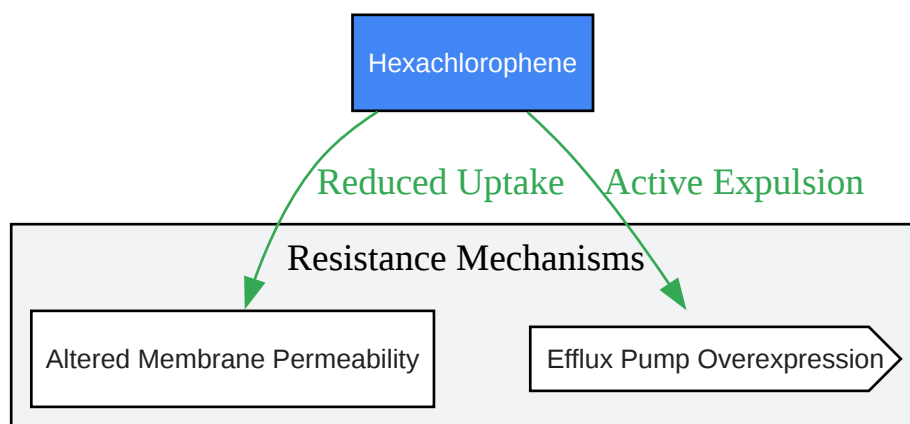 Hexachlorophene
Reduced Uptake
Active Expulsion
Resistance Mechanisms
Altered Membrane Permeability
Efflux Pump Overexpression